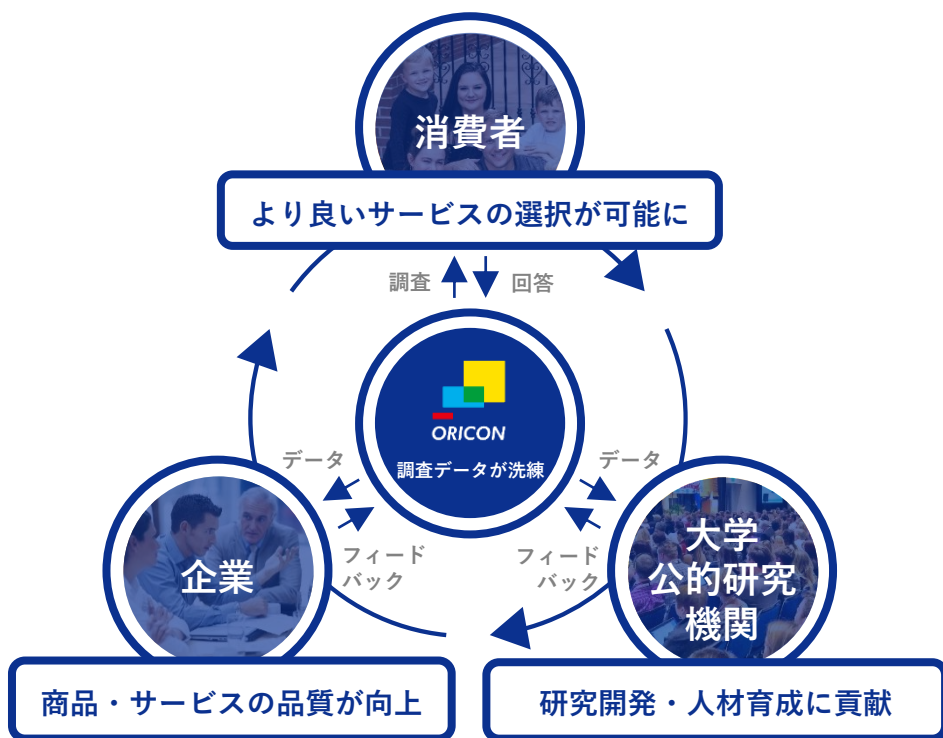 消費者
より良いサービスの選択が可能に
調査
回答
ORICON
調査データが洗練
データ
データ
フィード
バック
フィード
バック
企業
大学
公的研究
機関
商品・サービスの品質が向上
研究開発・人材育成に貢献